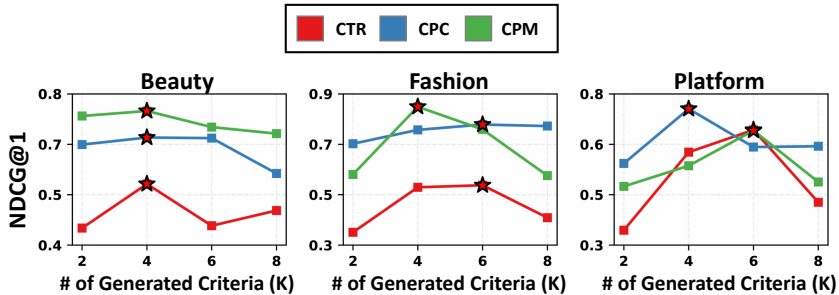 CTR CPC CPM
Beauty Fashion Platform
NDCG@1
0.8 0.9 0.8
0.7 0.7 0.6
0.5 0.5 0.5
0.4 0.3 0.3
2 4 6 8 2 4 6 8 2 4 6 8
# of Generated Criteria (K) # of Generated Criteria (K) # of Generated Criteria (K)